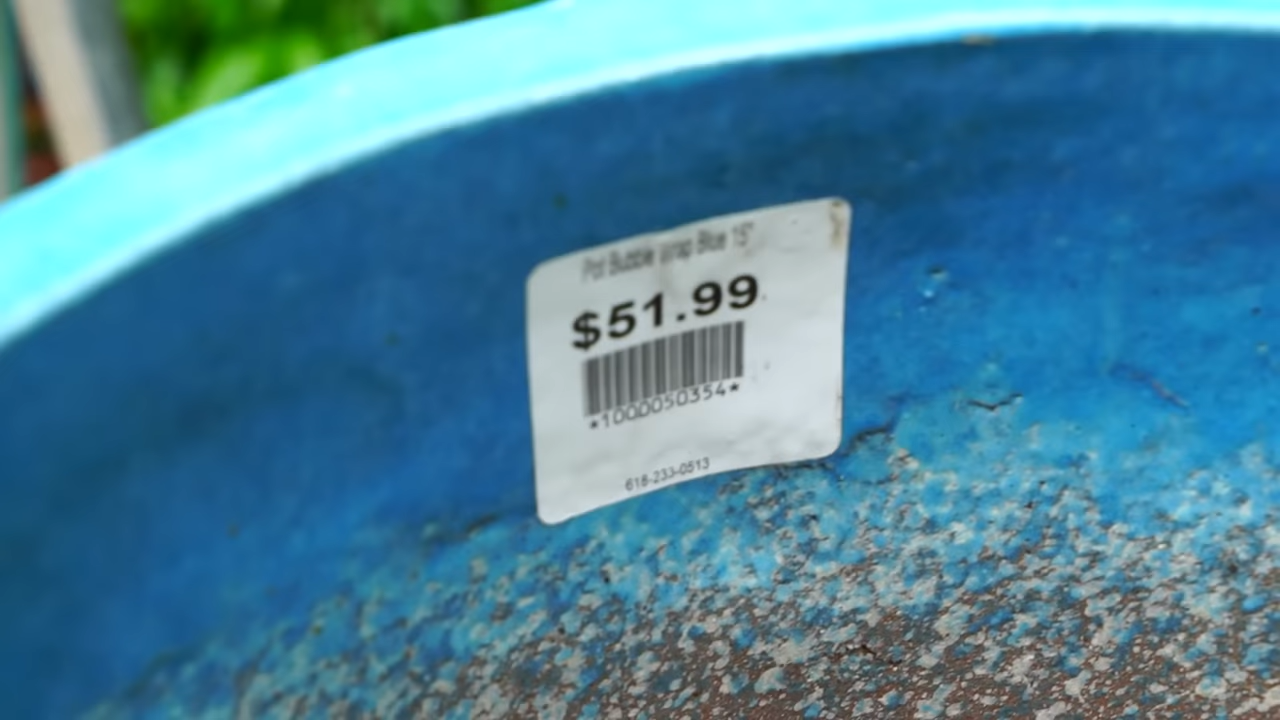 Pot Bubble wrap Blue 15"
$51.99
*1000050354*
618-233-0513